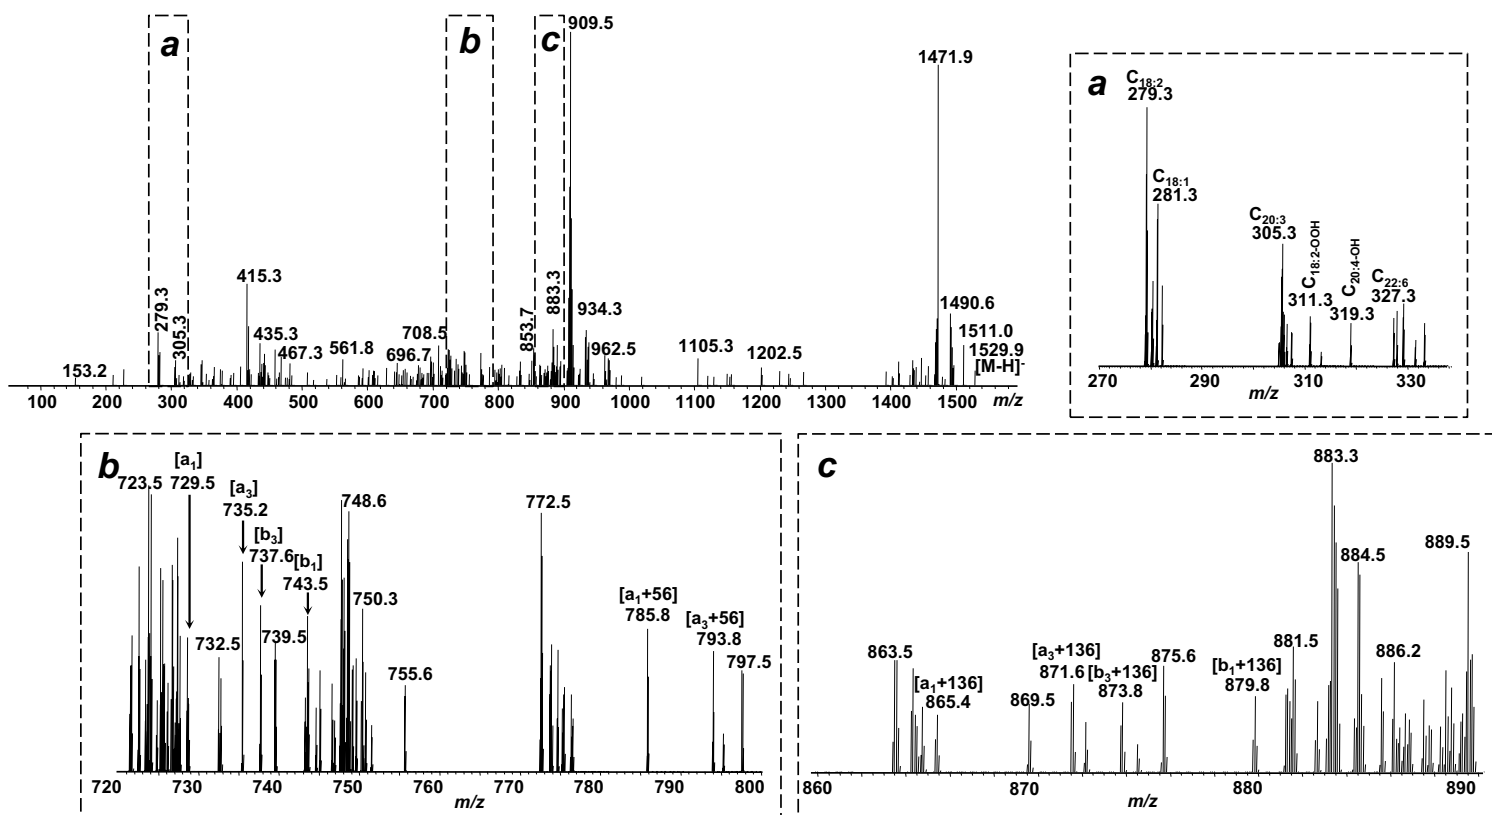 a
b
c
909.5
1471.9
415.3
279.3
305.3
435.3
467.3
561.8
708.5
696.7
853.7
883.3
934.3
962.5
1105.3
1202.5
1490.6
1511.0
1529.9
[M-H]-
153.2
100 200 300 400 500 600 700 800 900 1000 1100 1200 1300 1400 1500 m/z
a
C18:2
279.3
C18:1
281.3
C20:3
305.3
C18:2-OOH
311.3
C20:4-OH
319.3
C22:6
327.3
270 290 310 330
m/z
b
723.5
[a1]
729.5
[a3]
735.2
[b3]
737.6
[b1]
743.5
732.5
739.5
748.6
750.3
755.6
772.5
[a1+56]
785.8
[a3+56]
793.8
797.5
720 730 740 750 760 770 780 790 800
m/z
c
863.5
[a1+136]
865.4
869.5
[a3+136]
871.6
[b3+136]
873.8
875.6
[b1+136]
879.8
881.5
883.3
884.5
886.2
889.5
860 870 880 890
m/z